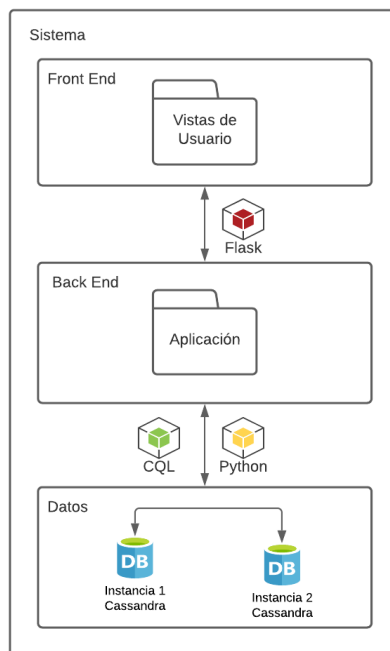 Sistema
Front End
Vistas de
Usuario
Flask
Back End
Aplicación
CQL
Python
Datos
DB
Instancia 1
Cassandra
DB
Instancia 2
Cassandra